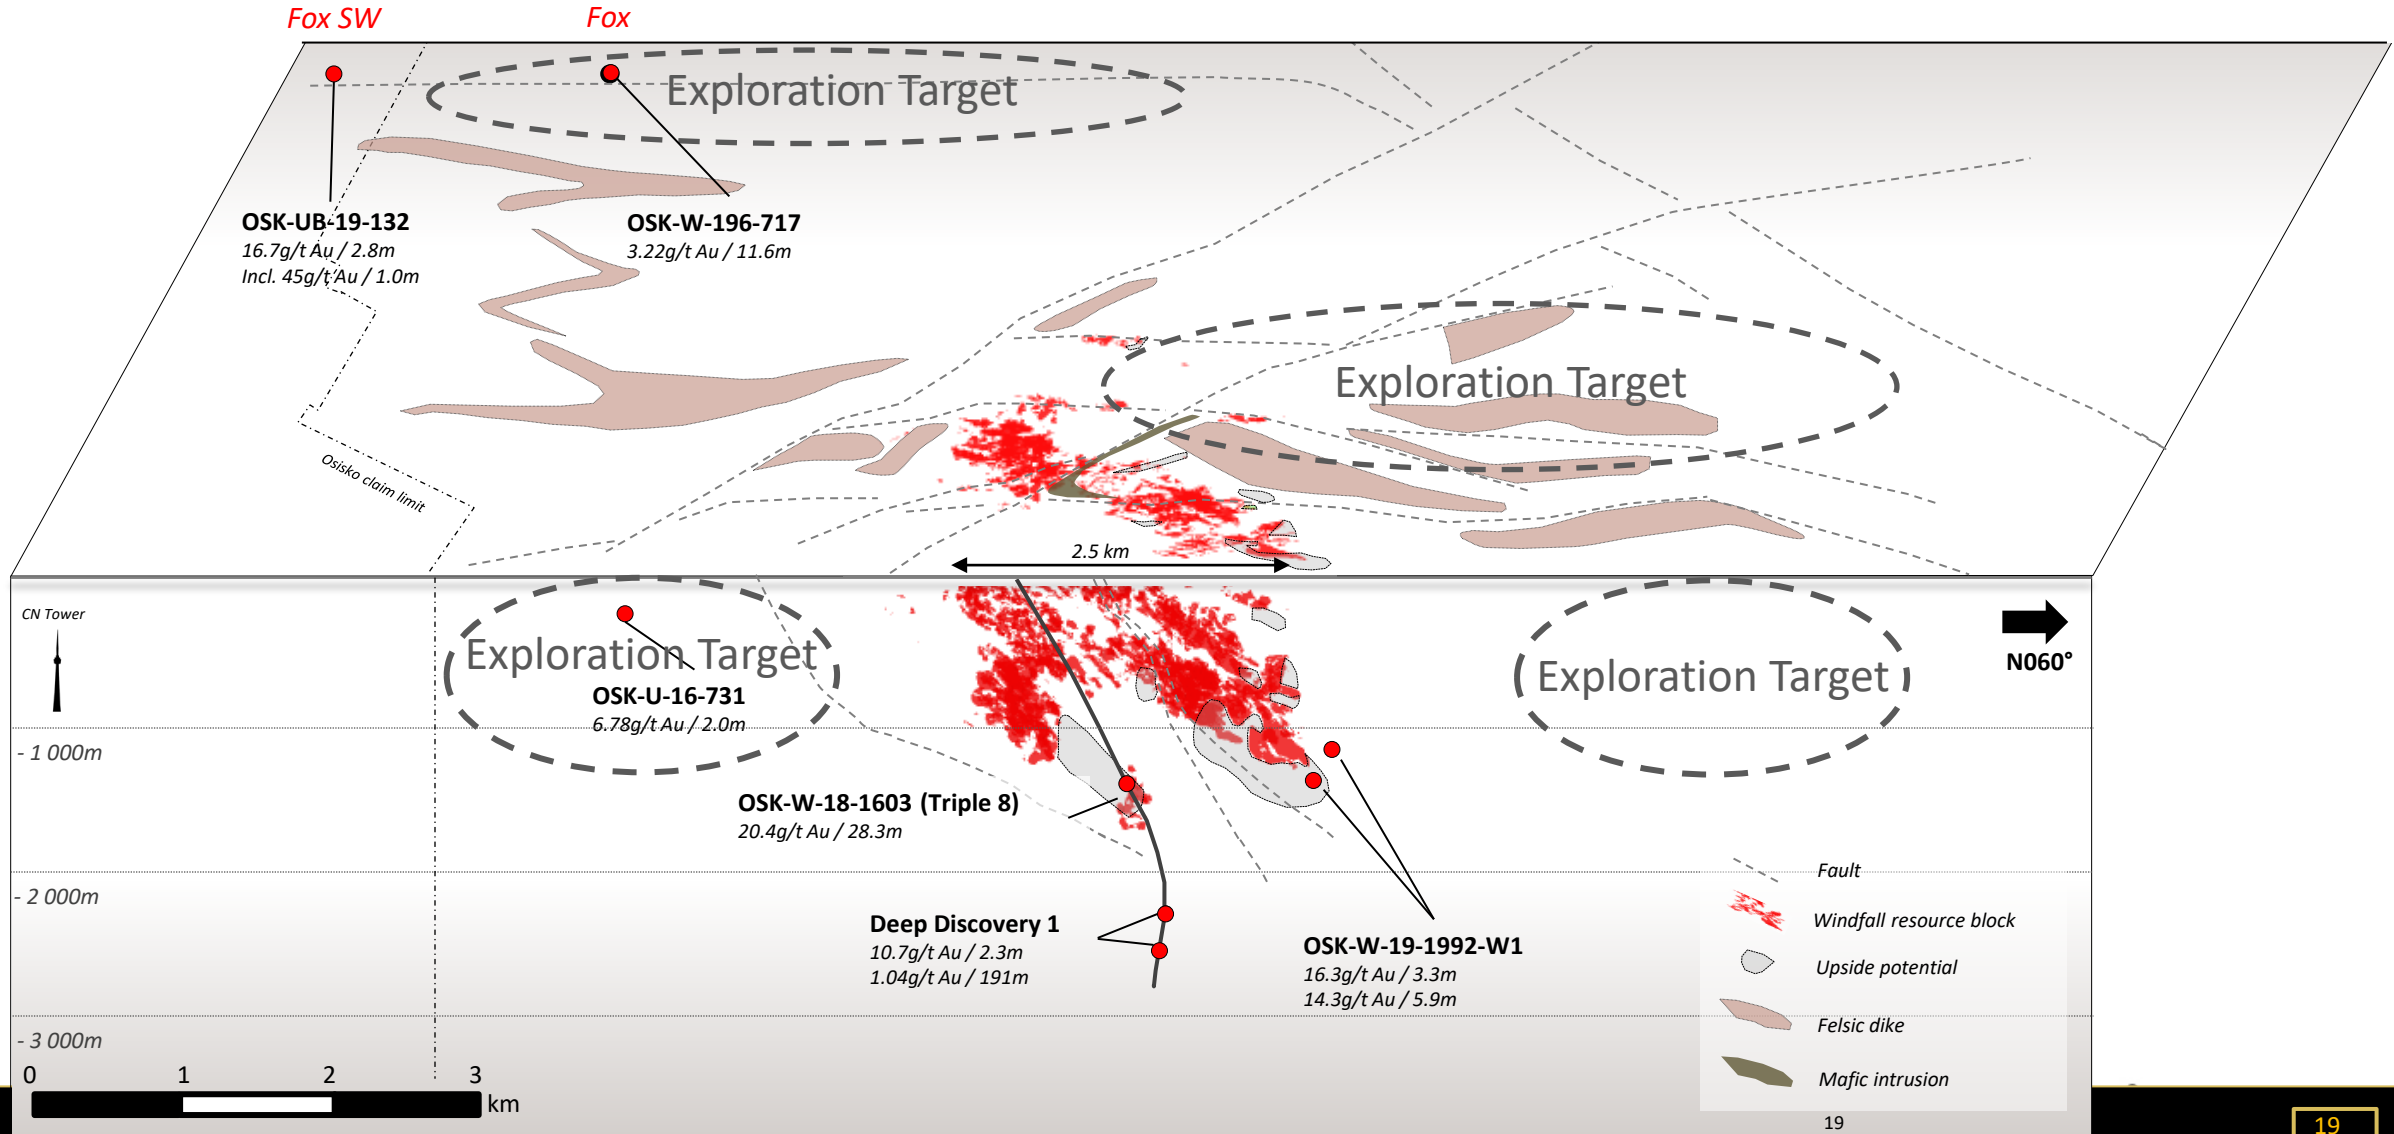 Fox SW
Fox
Exploration Target
OSK-UB-19-132
16.7g/t Au / 2.8m
Incl. 45g/t Au / 1.0m
OSK-W-196-717
3.22g/t Au / 11.6m
Exploration Target
Osisko claim limit
2.5 km
CN Tower
Exploration Target
OSK-U-16-731
6.78g/t Au / 2.0m
Exploration Target
N060°
- 1 000m
OSK-W-18-1603 (Triple 8)
20.4g/t Au / 28.3m
- 2 000m
Deep Discovery 1
10.7g/t Au / 2.3m
1.04g/t Au / 191m
OSK-W-19-1992-W1
16.3g/t Au / 3.3m
14.3g/t Au / 5.9m
Fault
Windfall resource block
Upside potential
Felsic dike
Mafic intrusion
- 3 000m
0 1 2 3
km
19
19